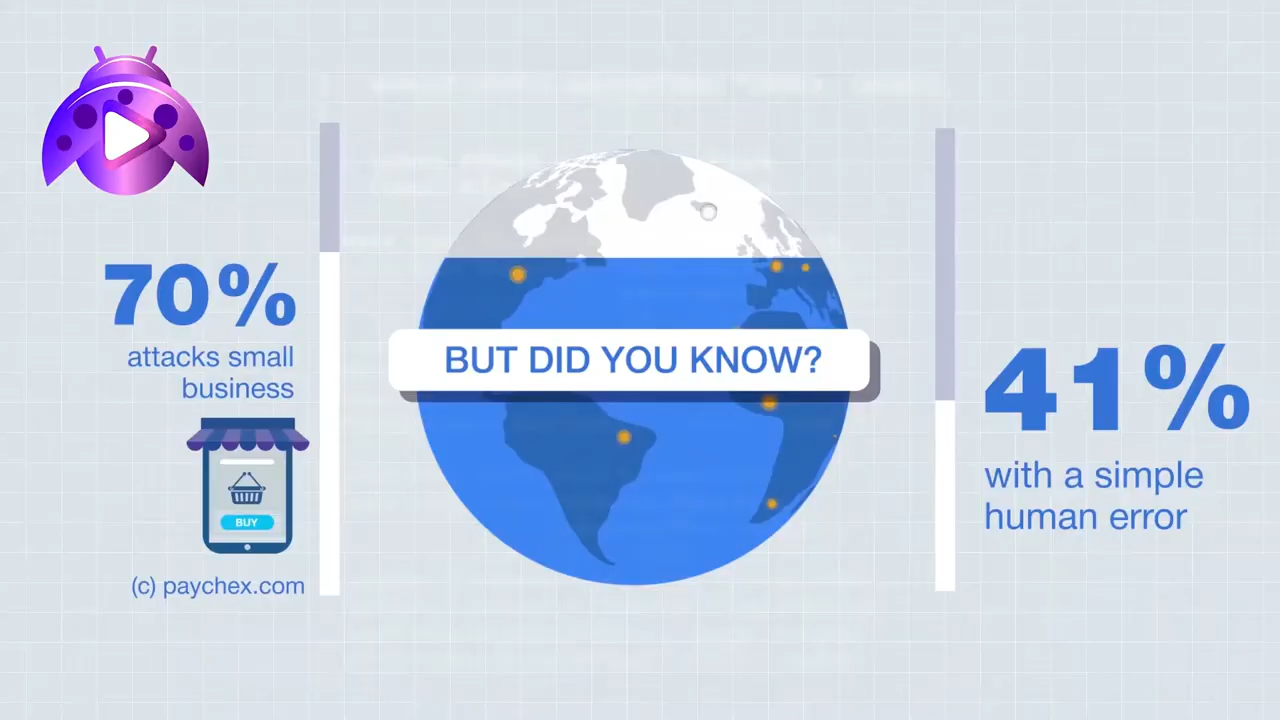 70%
attacks small
business
BUY
(c) paychex.com
BUT DID YOU KNOW?
41%
with a simple
human error